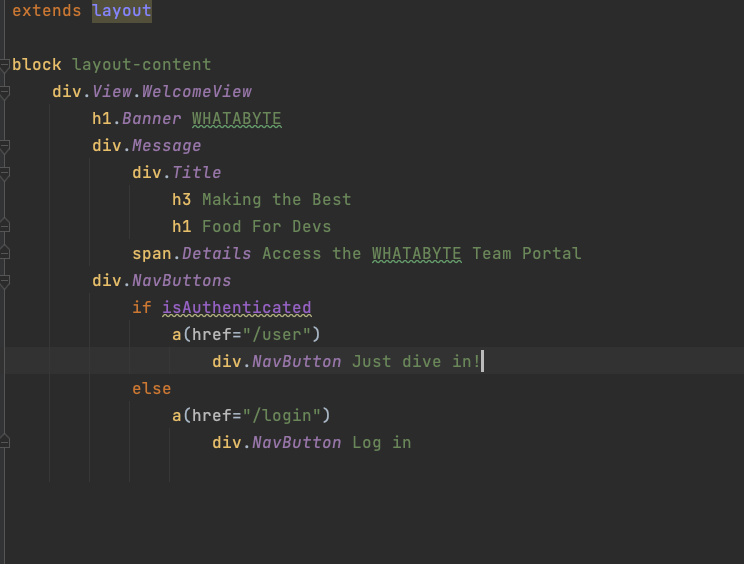 extends layout
block layout-content
div.View.WelcomeView
h1.Banner WHATABYTE
div.Message
div.Title
h3 Making the Best
h1 Food For Devs
span.Details Access the WHATABYTE Team Portal
div.NavButtons
if isAuthenticated
a(href="/user")
div.NavButton Just dive in!
else
a(href="/login")
div.NavButton Log in